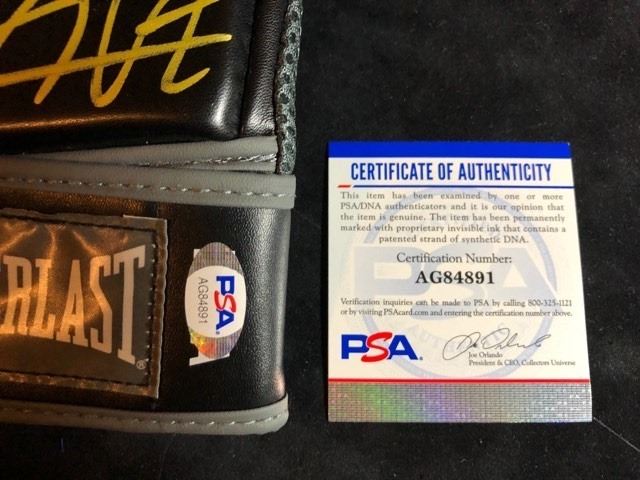 RLAST
®
PSA
AG84891
CERTIFICATE OF AUTHENTICITY
This item has been examined by one or more
PSA/DNA authenticators and it is our opinion that
the item is genuine. The item has been permanently
marked with proprietary invisible ink that contains a
patented strand of synthetic DNA.
Certification Number:
AG84891
Verification inquiries can be made to PSA by calling 800-325-1121
or by visiting PSAcard.com and entering the certification number above.
PSA.
Joe Orlando
President & CEO, Collectors Universe